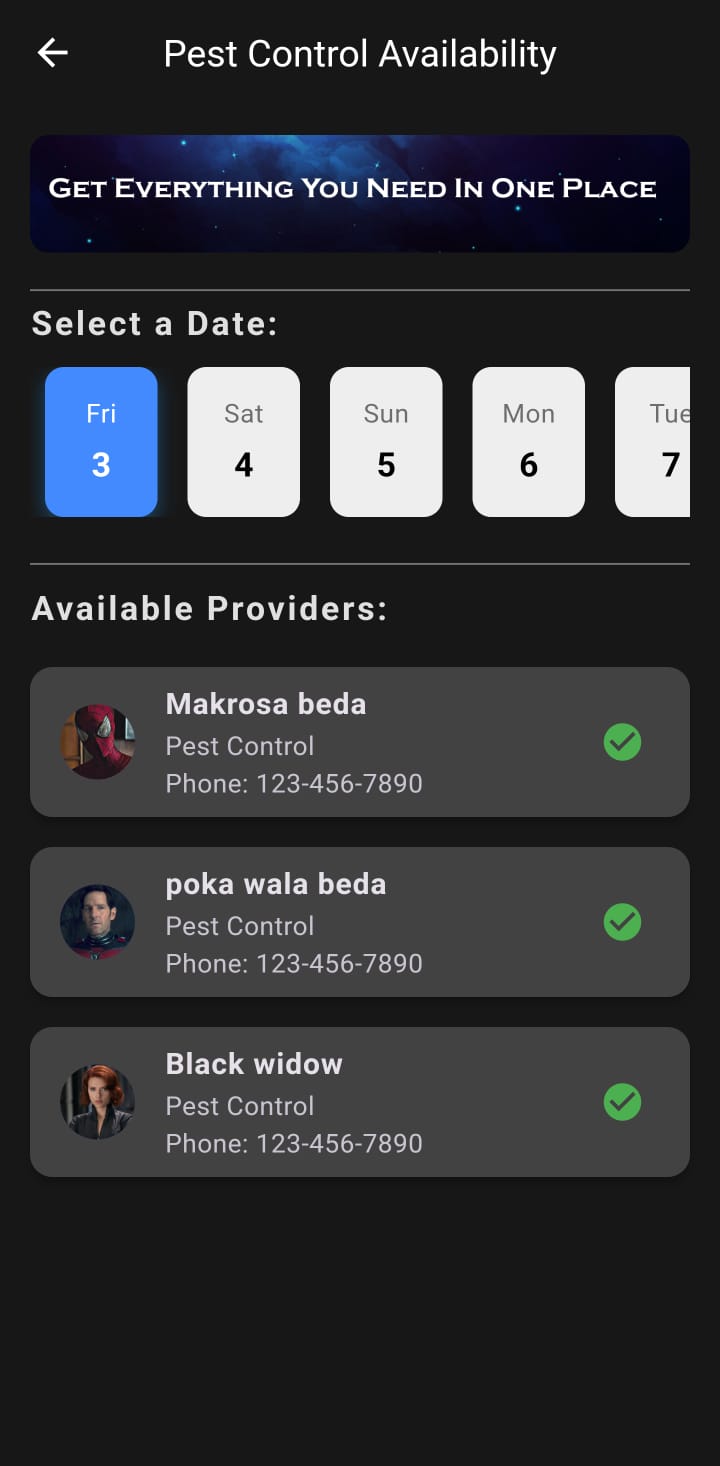 Pest Control Availability
GET EVERYTHING YOU NEED IN ONE PLACE
Select a Date:
Fri Sat Sun Mon Tue
3 4 5 6 7
Available Providers:
Makrosa beda
Pest Control
Phone: 123-456-7890
poka wala beda
Pest Control
Phone: 123-456-7890
Black widow
Pest Control
Phone: 123-456-7890